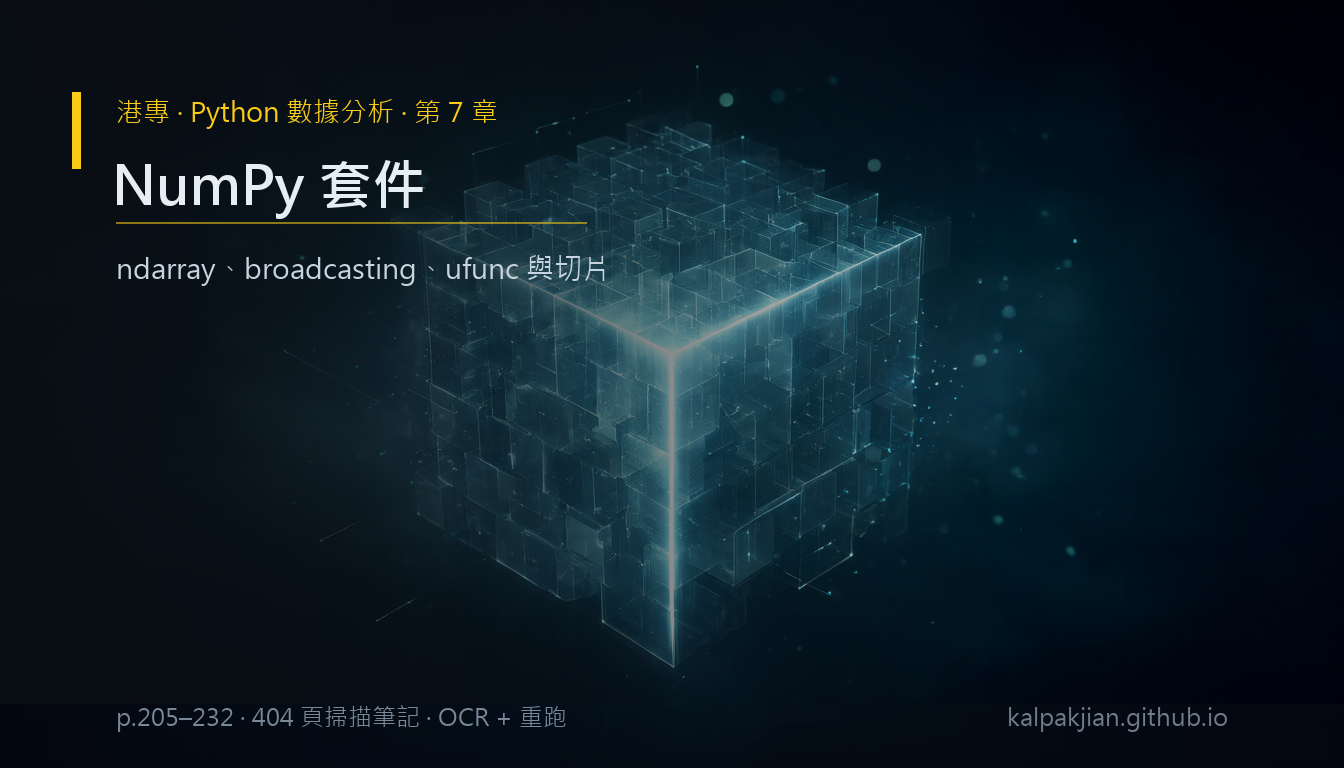 港專 · Python 數據分析 · 第 7 章
NumPy 套件
ndarray、broadcasting、ufunc 與切片
p.205–232 · 404 頁掃描筆記 · OCR + 重跑
kalpakjian.github.io